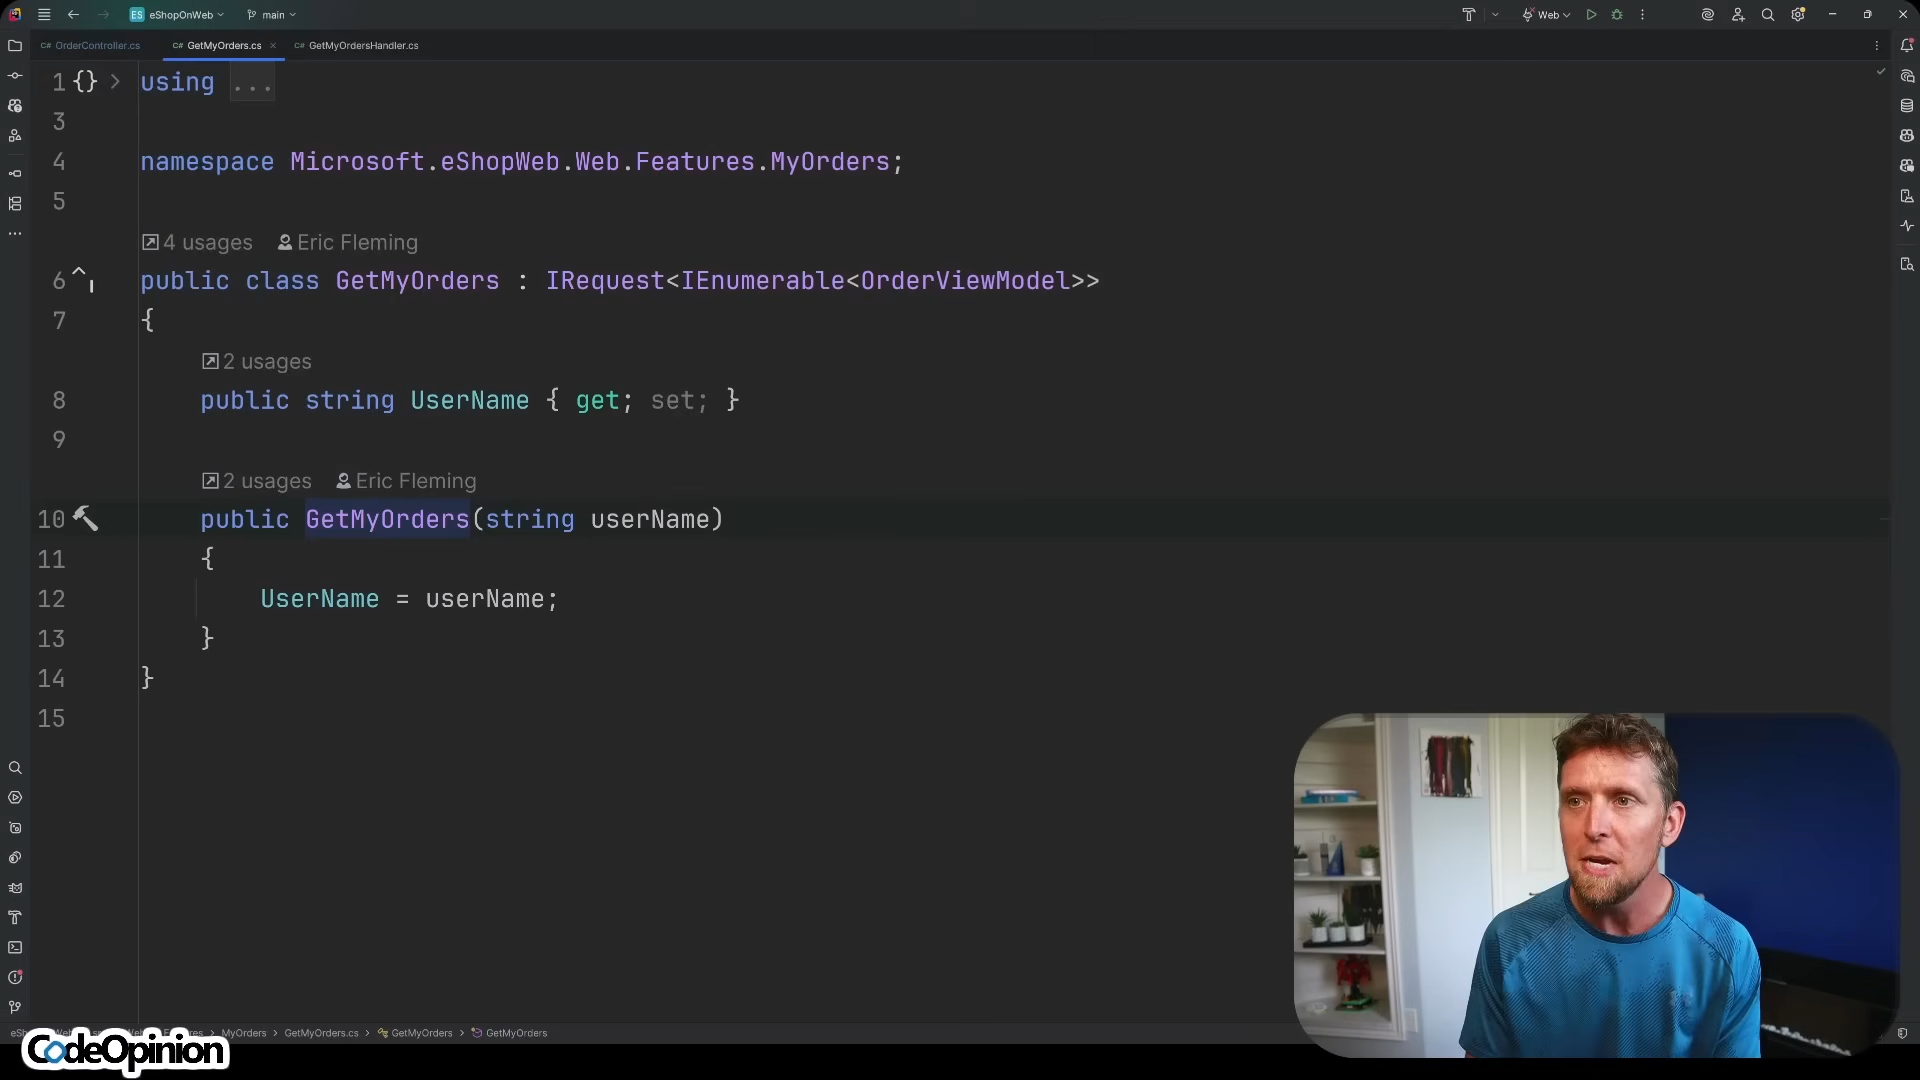 eShopOnWeb
main
Web
C# OrderController.cs
C# GetMyOrders.cs
C# GetMyOrdersHandler.cs
1 {} using ...
3
4 namespace Microsoft.eShopWeb.Web.Features.MyOrders;
5
4 usages Eric Fleming
6 public class GetMyOrders : IRequest<IEnumerable<OrderViewModel>>
7 {
2 usages
8 public string UserName { get; set; }
9
2 usages Eric Fleming
10 public GetMyOrders(string userName)
11 {
12 UserName = userName;
13 }
14 }
15
MyOrders > GetMyOrders.cs > GetMyOrders > GetMyOrders
CodeOpinion